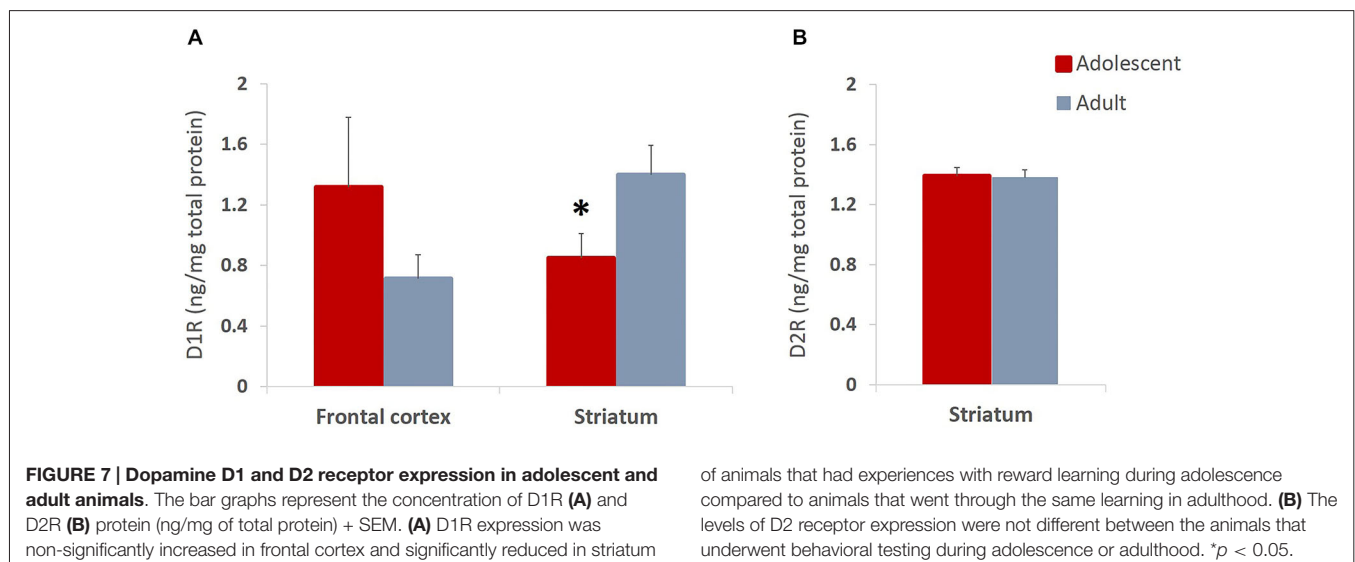 A
B
Adolescent
Adult
D1R (ng/mg total protein)
2
1.6
1.2
0.8
0.4
0
Frontal cortex
Striatum
*
D2R (ng/mg total protein)
2
1.6
1.2
0.8
0.4
0
Striatum
FIGURE 7 | Dopamine D1 and D2 receptor expression in adolescent and
adult animals. The bar graphs represent the concentration of D1R (A) and
D2R (B) protein (ng/mg of total protein) + SEM. (A) D1R expression was
non-significantly increased in frontal cortex and significantly reduced in striatum
of animals that had experiences with reward learning during adolescence
compared to animals that went through the same learning in adulthood. (B) The
levels of D2 receptor expression were not different between the animals that
underwent behavioral testing during adolescence or adulthood. *p < 0.05.